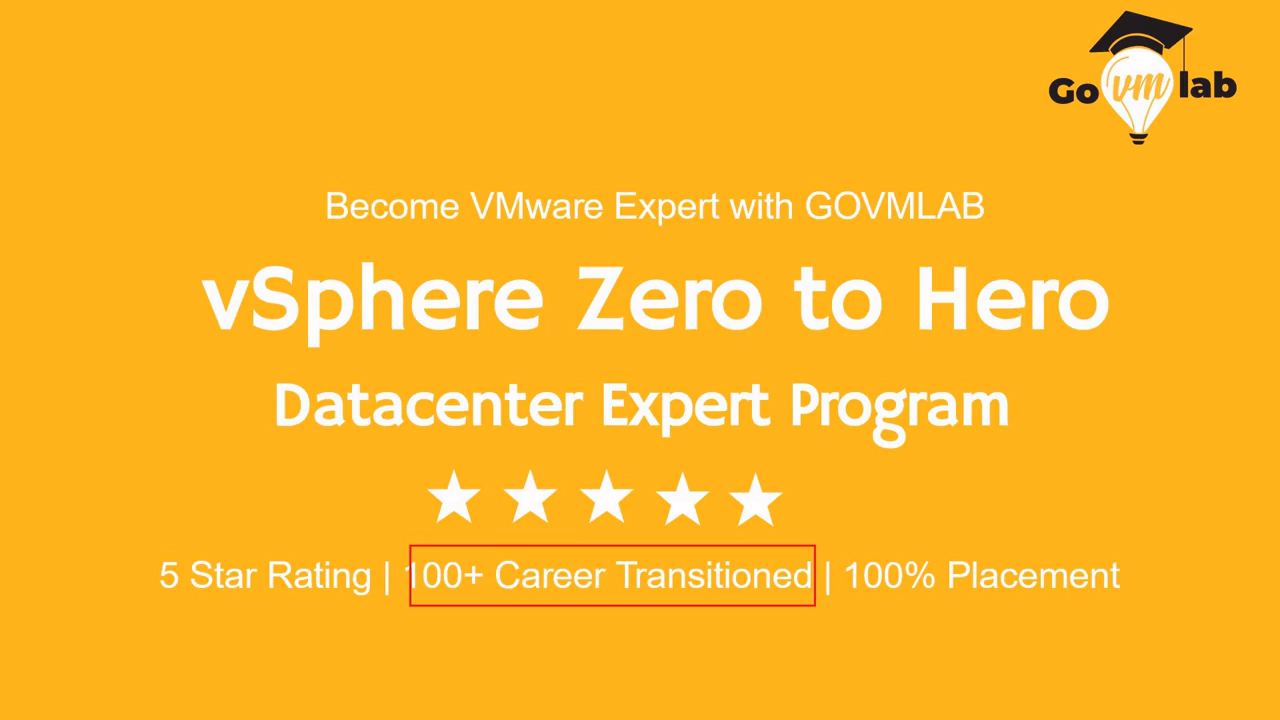 Go vm lab
Become VMware Expert with GOVMLAB
vSphere Zero to Hero
Datacenter Expert Program
5 Star Rating | 100+ Career Transitioned | 100% Placement